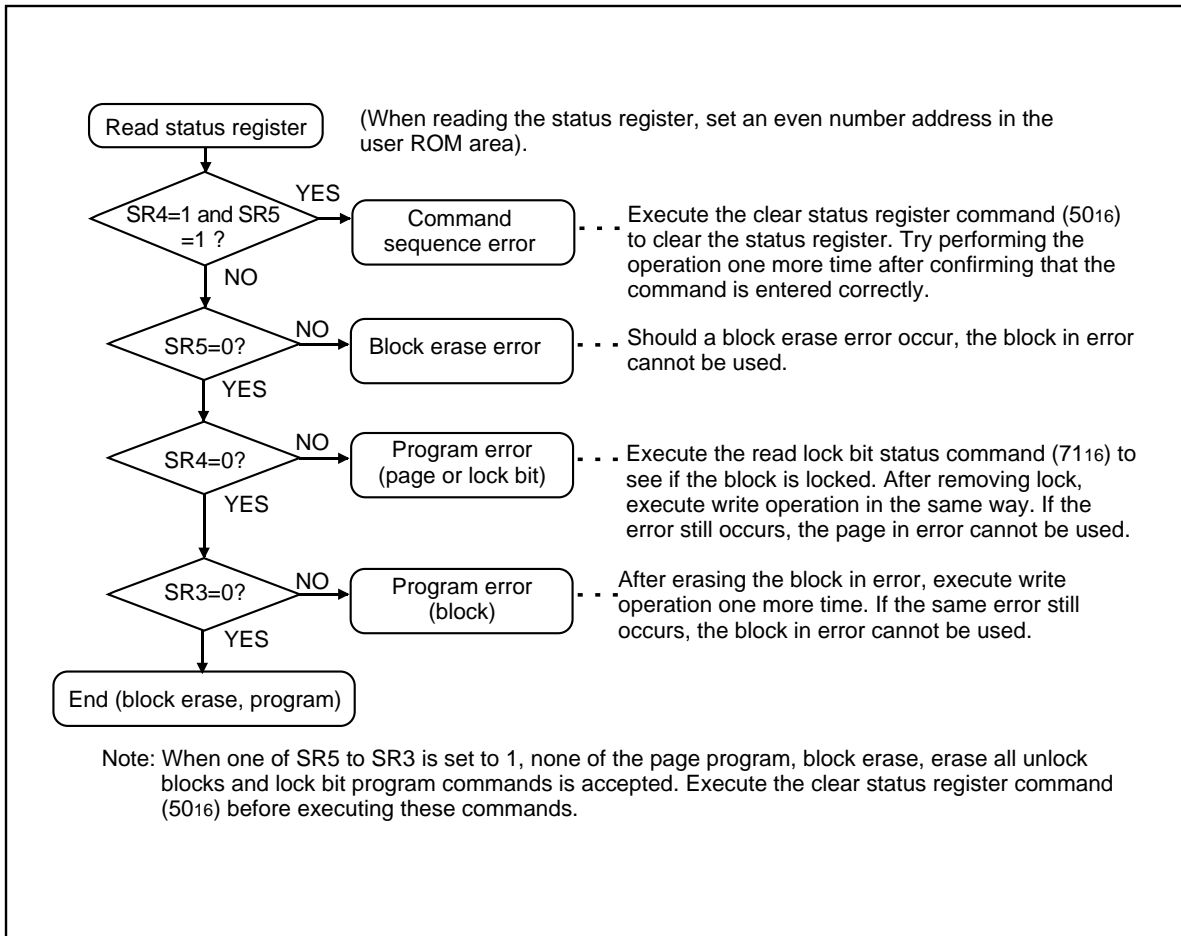 Read status register
(When reading the status register, set an even number address in the
user ROM area).
SR4=1 and SR5
=1 ?
YES
Command
sequence error
Execute the clear status register command (5016)
to clear the status register. Try performing the
operation one more time after confirming that the
command is entered correctly.
NO
SR5=0?
NO
Block erase error
Should a block erase error occur, the block in error
cannot be used.
YES
SR4=0?
NO
Program error
(page or lock bit)
Execute the read lock bit status command (7116) to
see if the block is locked. After removing lock,
execute write operation in the same way. If the
error still occurs, the page in error cannot be used.
YES
SR3=0?
NO
Program error
(block)
After erasing the block in error, execute write
operation one more time. If the same error still
occurs, the block in error cannot be used.
YES
End (block erase, program)
Note: When one of SR5 to SR3 is set to 1, none of the page program, block erase, erase all unlock
blocks and lock bit program commands is accepted. Execute the clear status register command
(5016) before executing these commands.